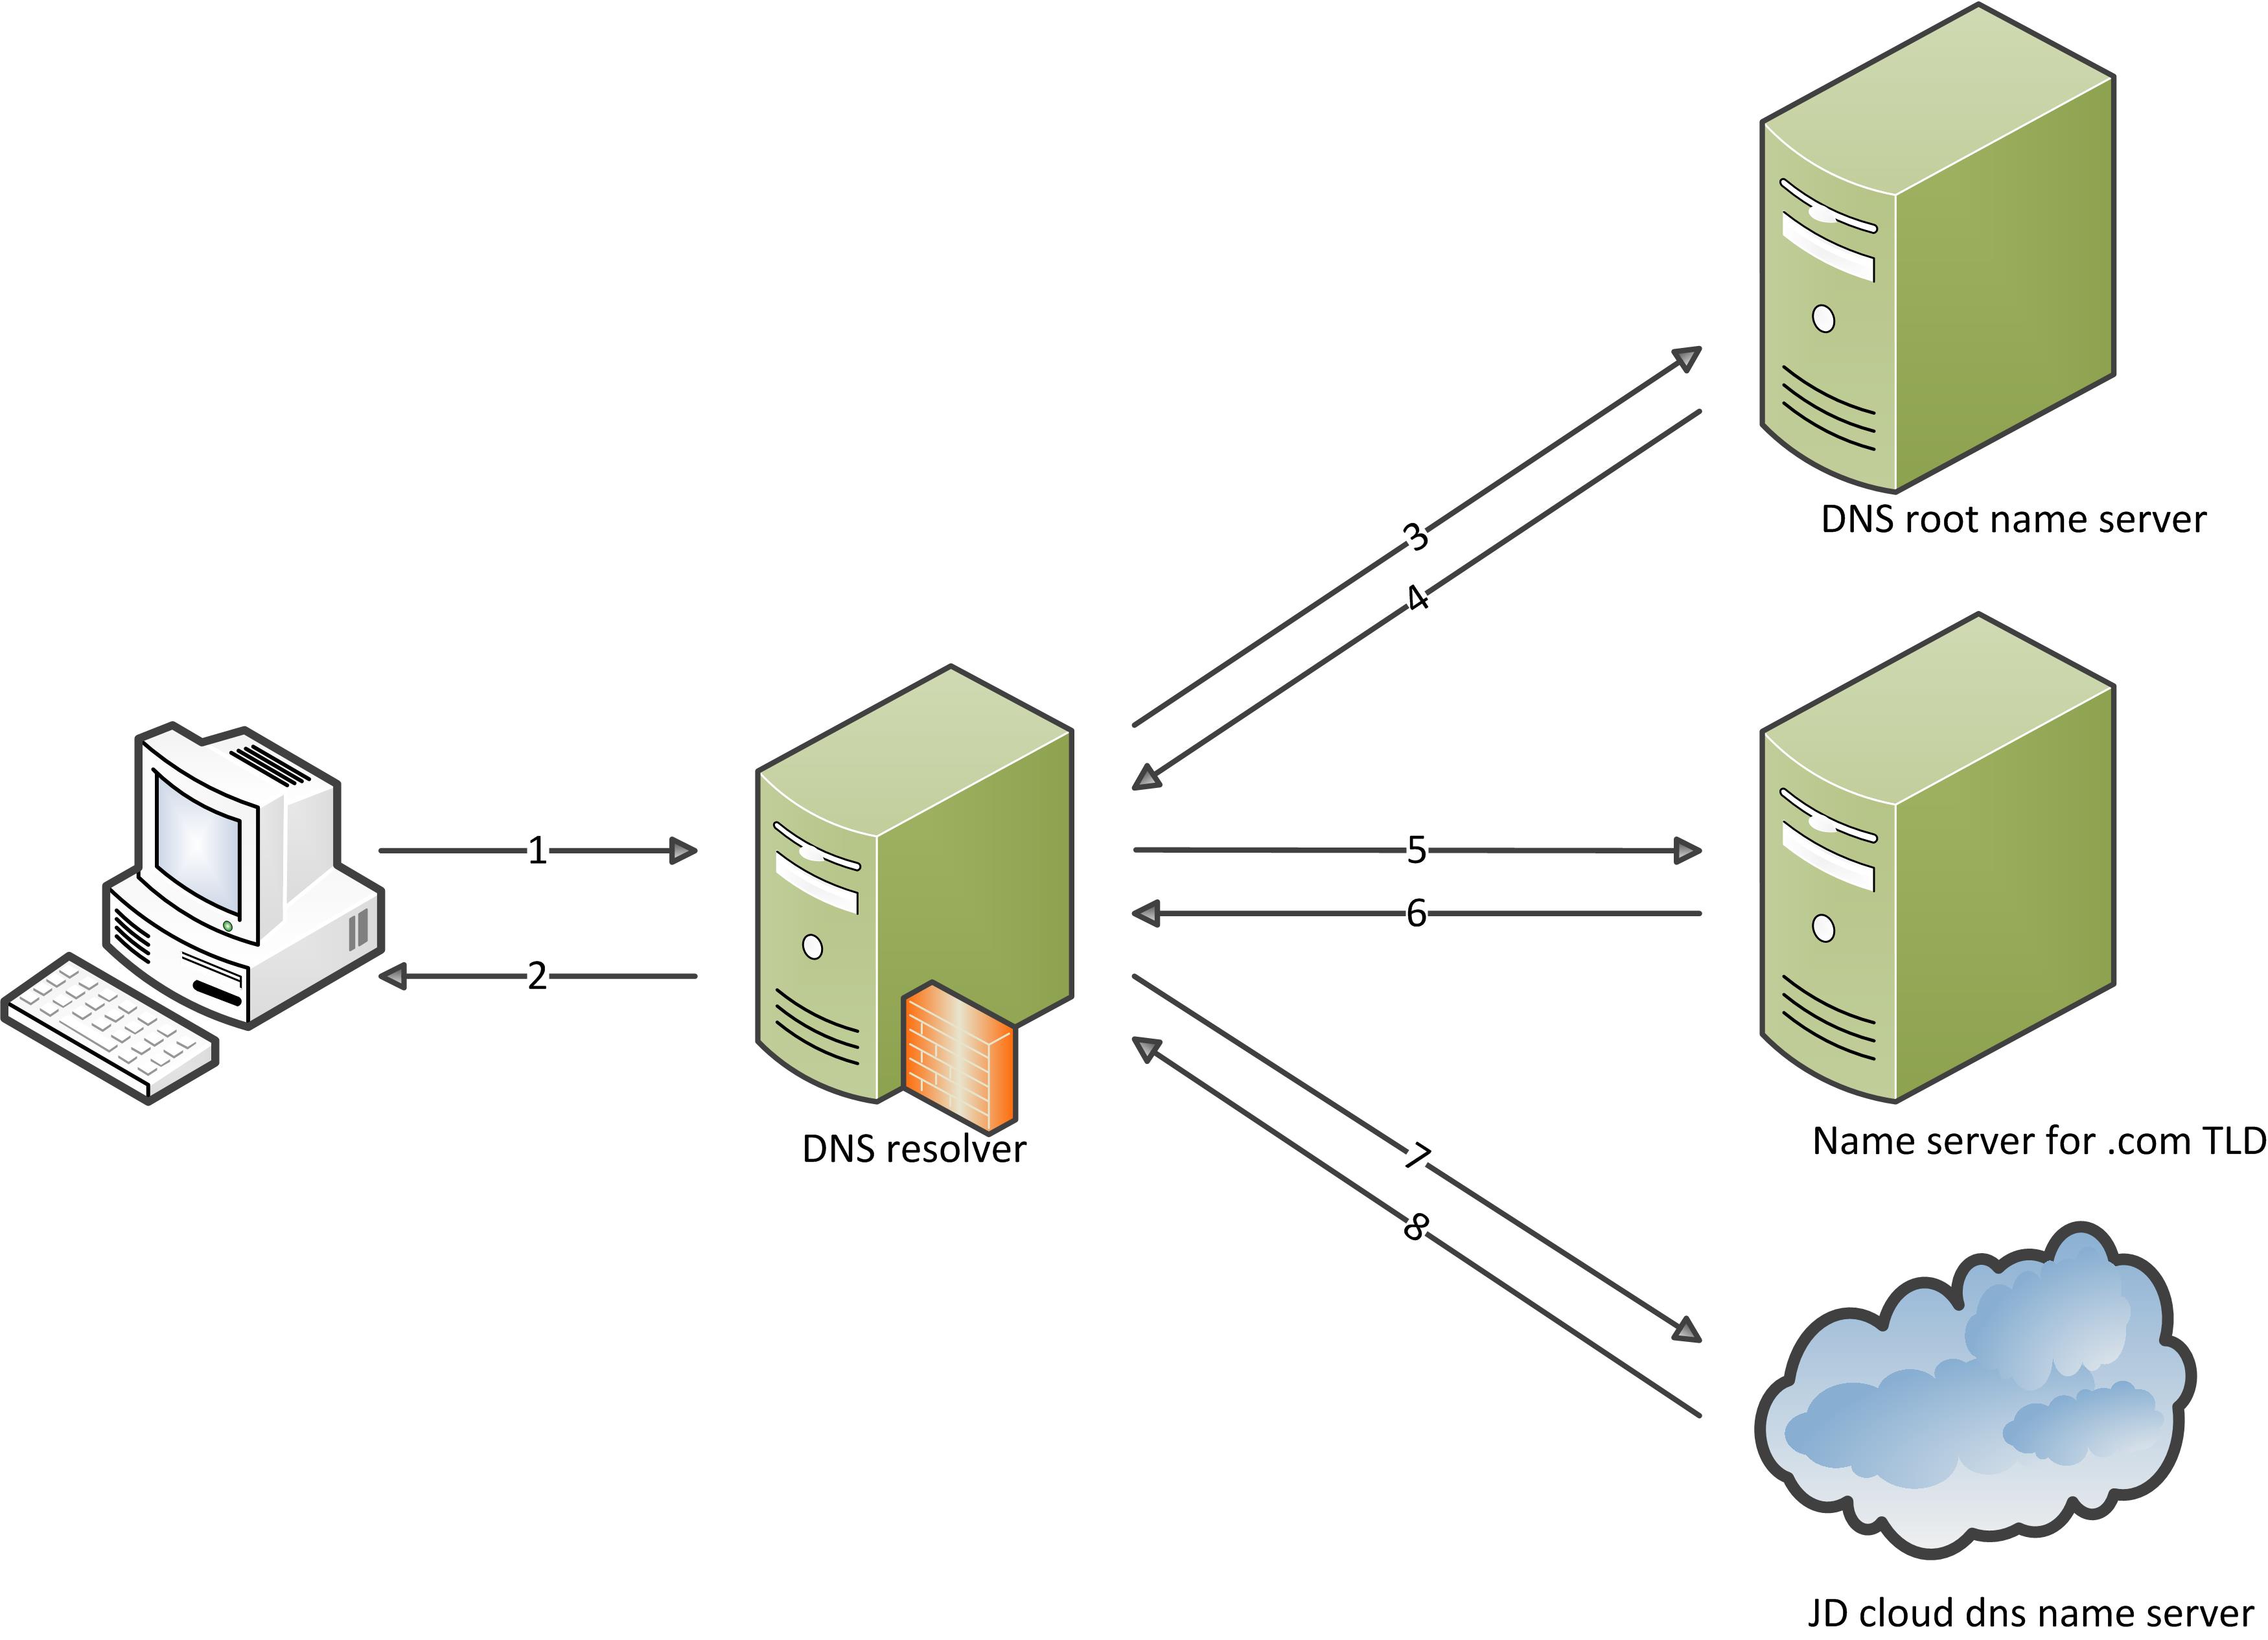 DNS root name server
3
4
1
5
6
2
DNS resolver
Name server for .com TLD
7
8
JD cloud dns name server